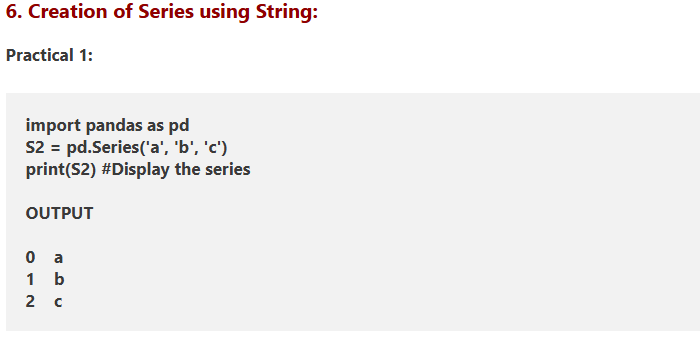 6. Creation of Series using String:
Practical 1:
import pandas as pd
S2 = pd.Series('a', 'b', 'c')
print(S2) #Display the series
OUTPUT
0 a
1 b
2 c